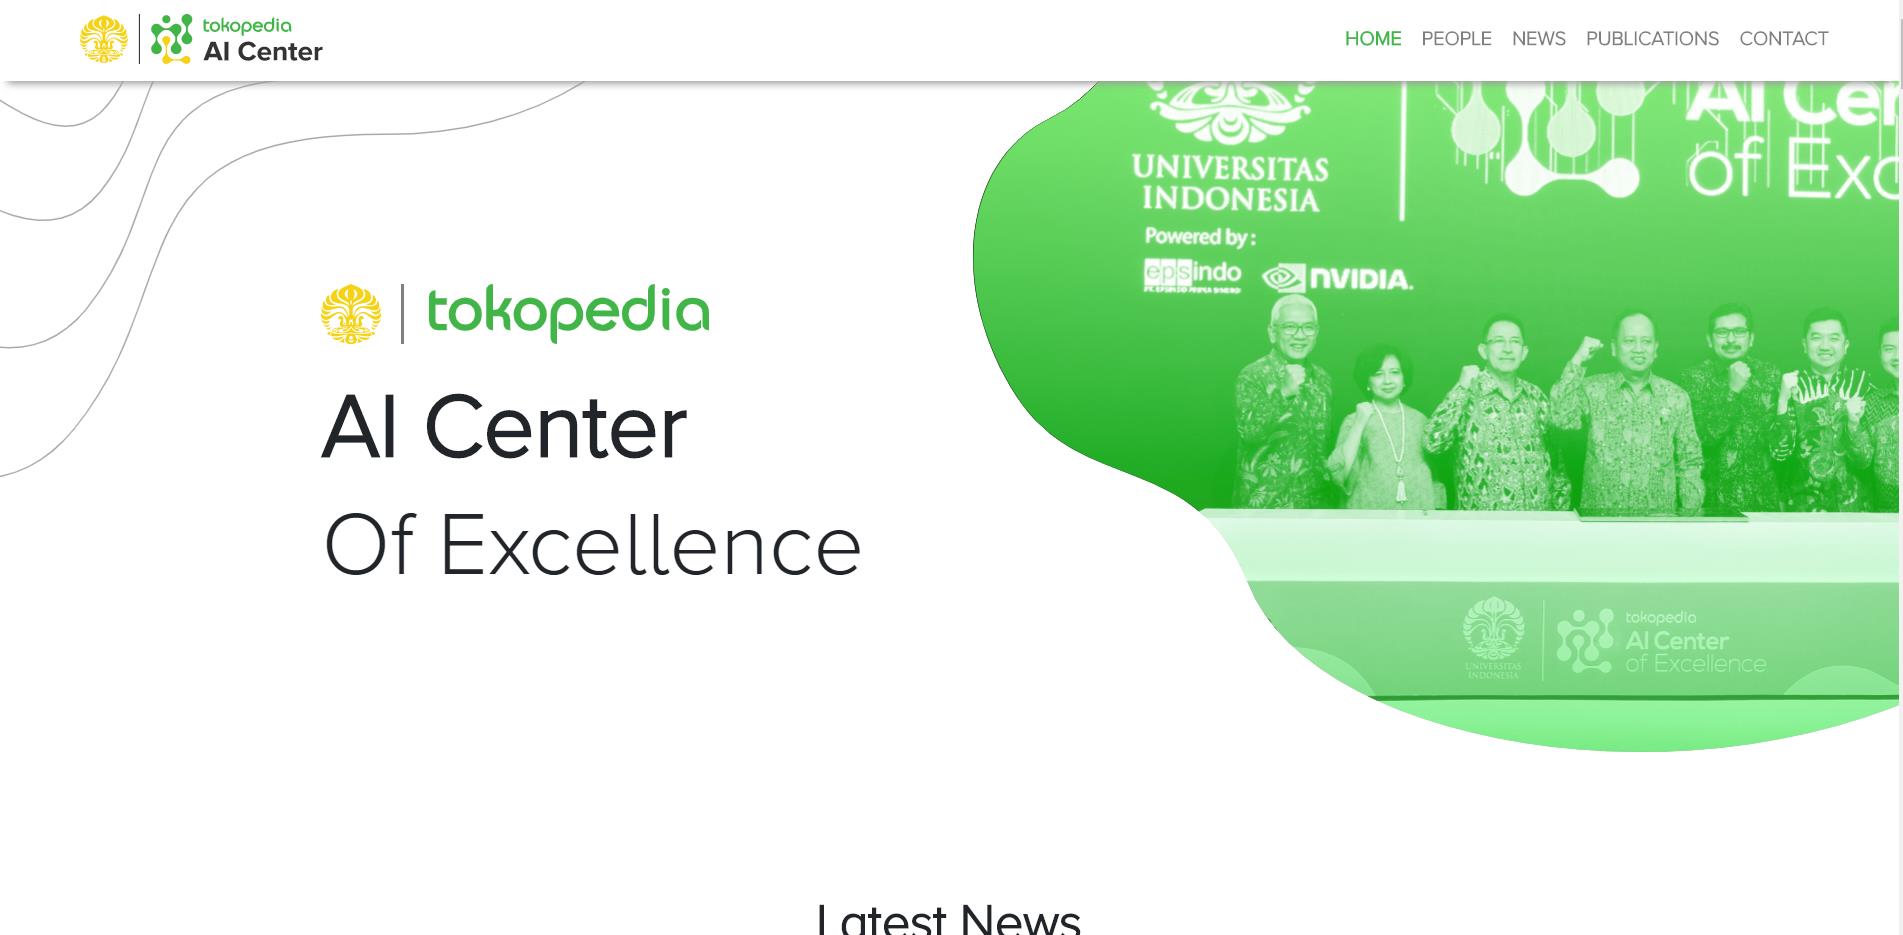 tokopedia
AI Center
HOME PEOPLE NEWS PUBLICATIONS CONTACT
tokopedia
AI Center
Of Excellence
AI Cer
of Exc
UNIVERSITAS
INDONESIA
Powered by :
epsindo
NVIDIA.
UNIVERSITAS
INDONESIA
tokopedia
AI Center
of Excellence
Latest News